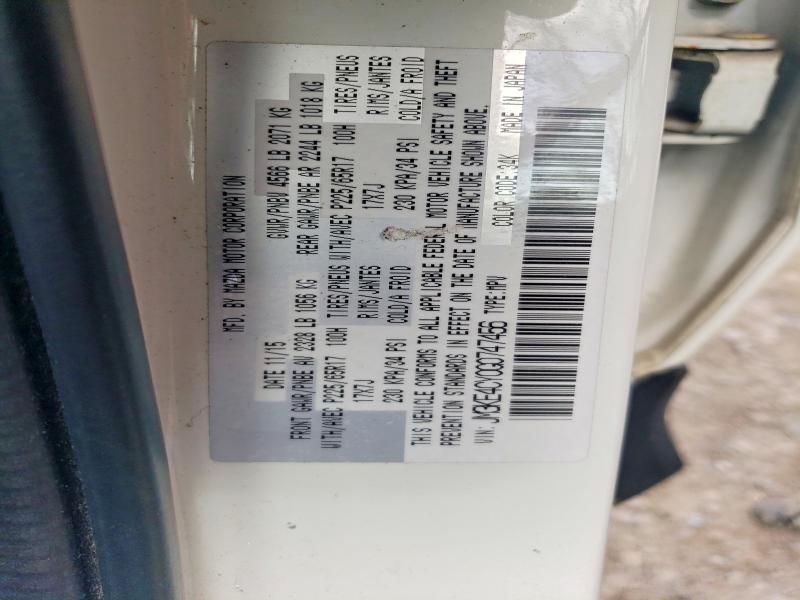 MFD. BY MAZDA MOTOR CORPORATION
DATE 11/15 GVWR/PNBV 4566 LB 2071 KG
FRONT GAWR/PNBE AV 2328 LB 1056 KG REAR GAWR/PNBE AR 2244 LB 1018 KG
WITH/AVEC P225/65R17 100H TIRES/PNEUS WITH/AVEC P225/65R17 100H TIRES/PNEUS
17X7J RIMS/JANTES 17X7J RIMS/JANTES
230 KPA/34 PSI COLD/A FROID 230 KPA/34 PSI COLD/A FROID
THIS VEHICLE CONFORMS TO ALL APPLICABLE FEDERAL MOTOR VEHICLE SAFETY AND THEFT
PREVENTION STANDARDS IN EFFECT ON THE DATE OF MANUFACTURE SHOWN ABOVE.
VIN: JM3KE4CY0G0747456 TYPE:MPV COLOR CODE:34K MADE IN JAPAN